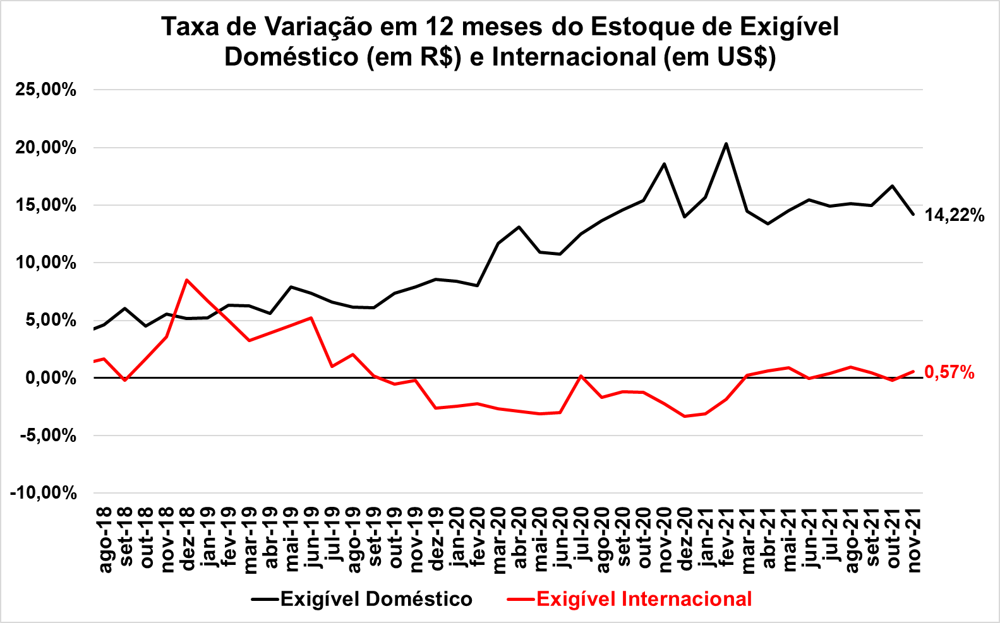 Taxa de Variação em 12 meses do Estoque de Exigível
Doméstico (em R$) e Internacional (em US$)
25,00%
20,00%
15,00%
10,00%
5,00%
0,00%
-5,00%
-10,00%
14,22%
0,57%
ago-18
set-18
out-18
nov-18
dez-18
jan-19
fev-19
mar-19
abr-19
mai-19
jun-19
jul-19
ago-19
set-19
out-19
nov-19
dez-19
jan-20
fev-20
mar-20
abr-20
mai-20
jun-20
jul-20
ago-20
set-20
out-20
nov-20
dez-20
jan-21
fev-21
mar-21
abr-21
mai-21
jun-21
jul-21
ago-21
set-21
out-21
nov-21
Exigível Doméstico
Exigível Internacional